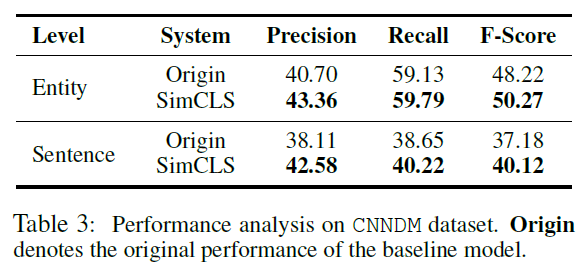 Level System Precision Recall F-Score
Entity Origin 40.70 59.13 48.22
SimCLS 43.36 59.79 50.27
Sentence Origin 38.11 38.65 37.18
SimCLS 42.58 40.22 40.12
Table 3: Performance analysis on CNNDM dataset. Origin
denotes the original performance of the baseline model.